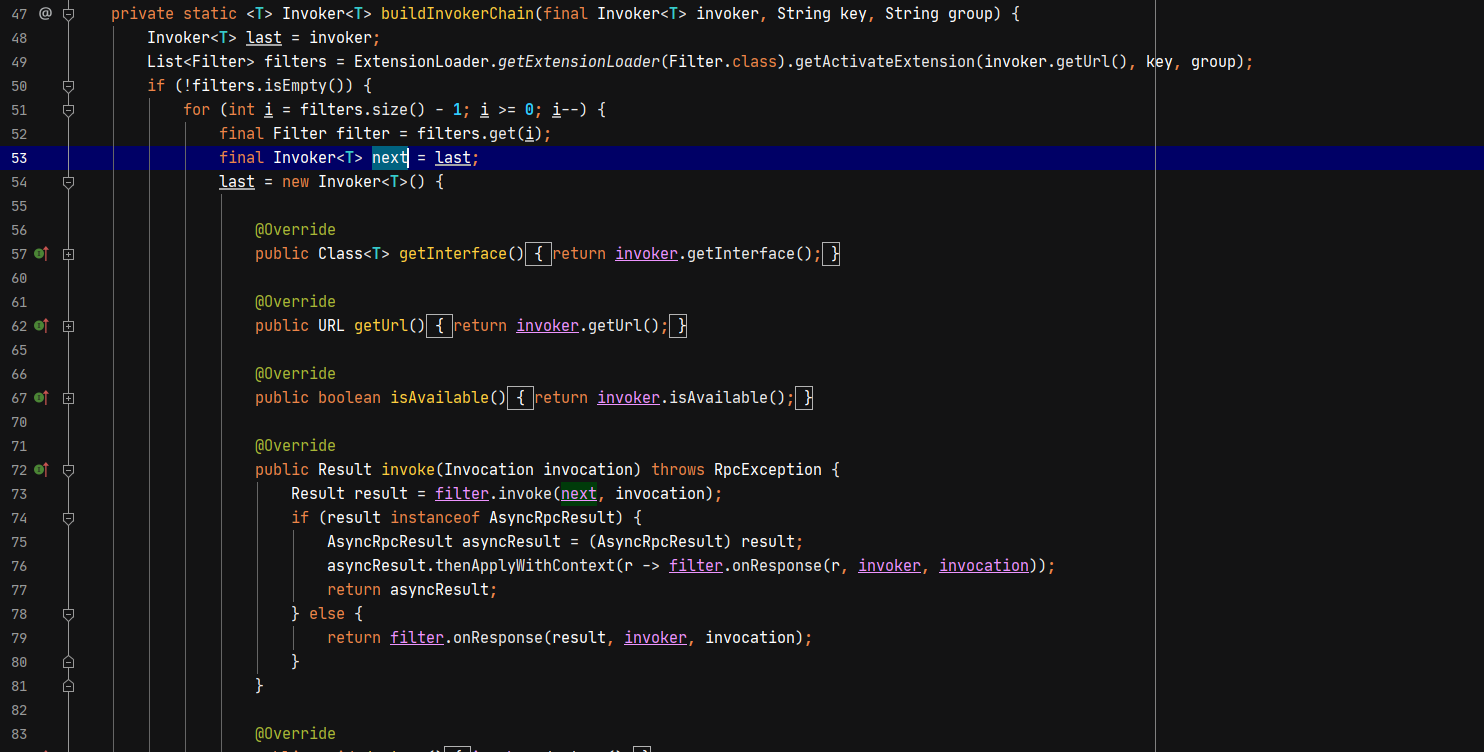 47 @ private static <T> Invoker<T> buildInvokerChain(final Invoker<T> invoker, String key, String group) {
48 Invoker<T> last = invoker;
49 List<Filter> filters = ExtensionLoader.getExtensionLoader(Filter.class).getActivateExtension(invoker.getUrl(), key, group);
50 if (!filters.isEmpty()) {
51 for (int i = filters.size() - 1; i >= 0; i--) {
52 final Filter filter = filters.get(i);
53 final Invoker<T> next = last;
54 last = new Invoker<T>() {
55
56 @Override
57 public Class<T> getInterface() { return invoker.getInterface(); }
60
61 @Override
62 public URL getUrl() { return invoker.getUrl(); }
65
66 @Override
67 public boolean isAvailable() { return invoker.isAvailable(); }
70
71 @Override
72 public Result invoke(Invocation invocation) throws RpcException {
73 Result result = filter.invoke(next, invocation);
74 if (result instanceof AsyncRpcResult) {
75 AsyncRpcResult asyncResult = (AsyncRpcResult) result;
76 asyncResult.thenApplyWithContext(r -> filter.onResponse(r, invoker, invocation));
77 return asyncResult;
78 } else {
79 return filter.onResponse(result, invoker, invocation);
80 }
81 }
82
83 @Override